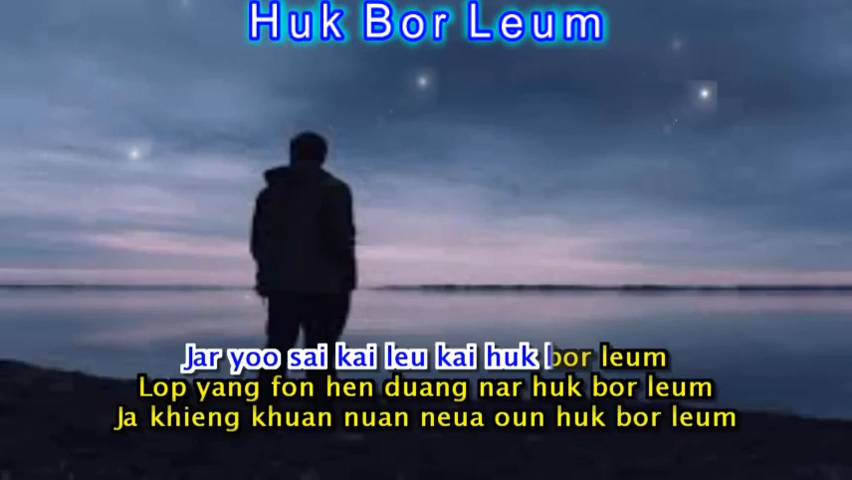 Huk Bor Leum
Jar yoo sai kai leu kai huk bor leum
Lop yang fon hen duang nar huk bor leum
Ja khieng khuan nuan neua oun huk bor leum